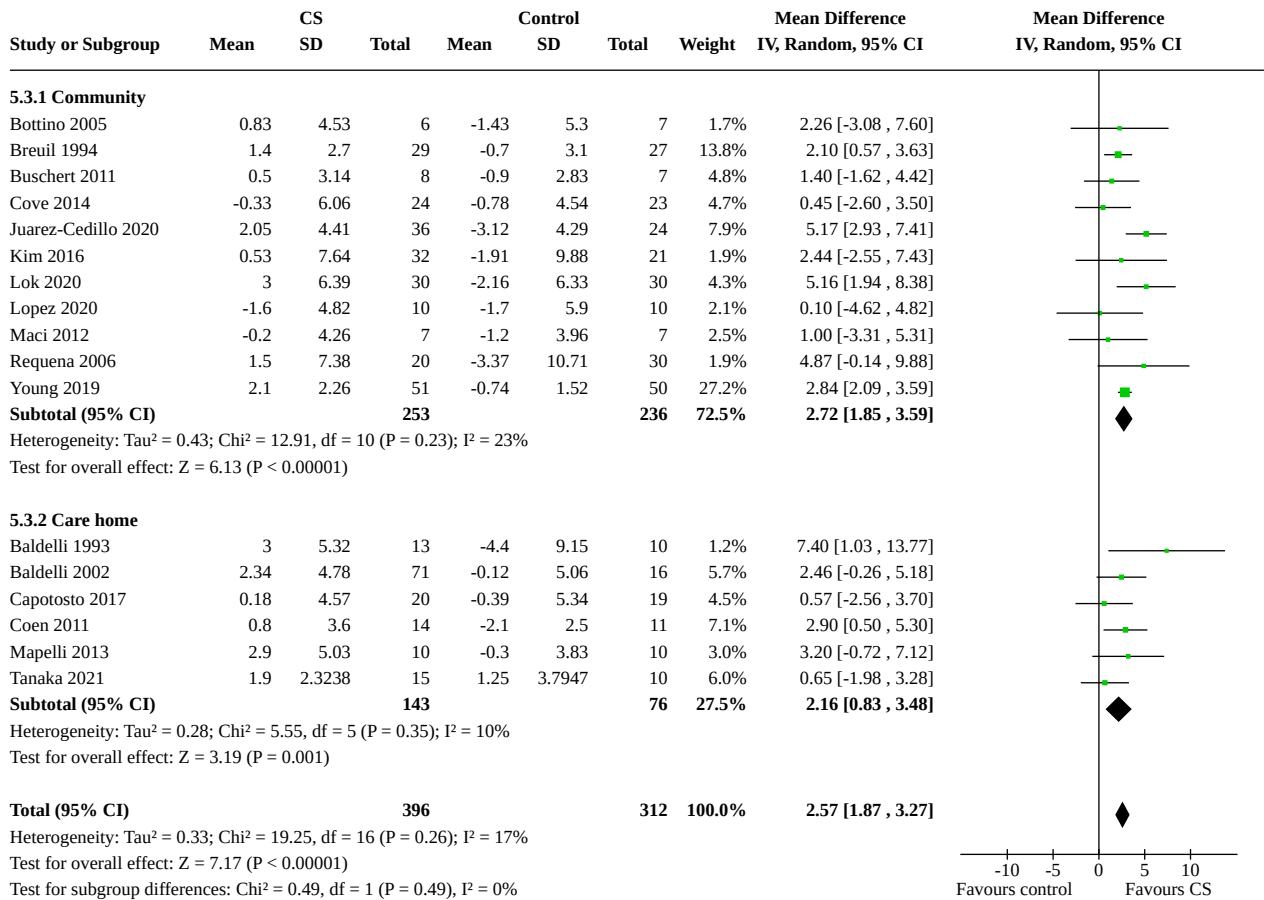 CS Control Mean Difference Mean Difference
Study or Subgroup Mean SD Total Mean SD Total Weight IV, Random, 95% CI IV, Random, 95% CI
5.3.1 Community
Bottino 2005 0.83 4.53 6 -1.43 5.3 7 1.7% 2.26 [-3.08 , 7.60]
Breuil 1994 1.4 2.7 29 -0.7 3.1 27 13.8% 2.10 [0.57 , 3.63]
Buschert 2011 0.5 3.14 8 -0.9 2.83 7 4.8% 1.40 [-1.62 , 4.42]
Cove 2014 -0.33 6.06 24 -0.78 4.54 23 4.7% 0.45 [-2.60 , 3.50]
Juarez-Cedillo 2020 2.05 4.41 36 -3.12 4.29 24 7.9% 5.17 [2.93 , 7.41]
Kim 2016 0.53 7.64 32 -1.91 9.88 21 1.9% 2.44 [-2.55 , 7.43]
Lok 2020 3 6.39 30 -2.16 6.33 30 4.3% 5.16 [1.94 , 8.38]
Lopez 2020 -1.6 4.82 10 -1.7 5.9 10 2.1% 0.10 [-4.62 , 4.82]
Maci 2012 -0.2 4.26 7 -1.2 3.96 7 2.5% 1.00 [-3.31 , 5.31]
Requena 2006 1.5 7.38 20 -3.37 10.71 30 1.9% 4.87 [-0.14 , 9.88]
Young 2019 2.1 2.26 51 -0.74 1.52 50 27.2% 2.84 [2.09 , 3.59]
Subtotal (95% CI) 253 236 72.5% 2.72 [1.85 , 3.59]
Heterogeneity: Tau² = 0.43; Chi² = 12.91, df = 10 (P = 0.23); I² = 23%
Test for overall effect: Z = 6.13 (P < 0.00001)
5.3.2 Care home
Baldelli 1993 3 5.32 13 -4.4 9.15 10 1.2% 7.40 [1.03 , 13.77]
Baldelli 2002 2.34 4.78 71 -0.12 5.06 16 5.7% 2.46 [-0.26 , 5.18]
Capotosto 2017 0.18 4.57 20 -0.39 5.34 19 4.5% 0.57 [-2.56 , 3.70]
Coen 2011 0.8 3.6 14 -2.1 2.5 11 7.1% 2.90 [0.50 , 5.30]
Mapelli 2013 2.9 5.03 10 -0.3 3.83 10 3.0% 3.20 [-0.72 , 7.12]
Tanaka 2021 1.9 2.3238 15 1.25 3.7947 10 6.0% 0.65 [-1.98 , 3.28]
Subtotal (95% CI) 143 76 27.5% 2.16 [0.83 , 3.48]
Heterogeneity: Tau² = 0.28; Chi² = 5.55, df = 5 (P = 0.35); I² = 10%
Test for overall effect: Z = 3.19 (P = 0.001)
Total (95% CI) 396 312 100.0% 2.57 [1.87 , 3.27]
Heterogeneity: Tau² = 0.33; Chi² = 19.25, df = 16 (P = 0.26); I² = 17%
Test for overall effect: Z = 7.17 (P < 0.00001)
-10 -5 0 5 10
Test for subgroup differences: Chi² = 0.49, df = 1 (P = 0.49), I² = 0%
Favours control Favours CS